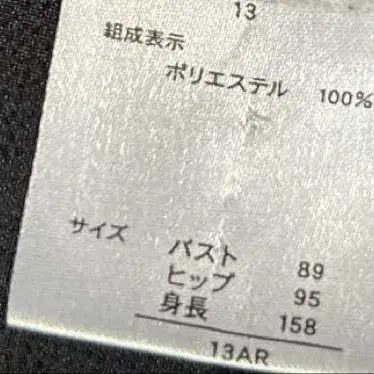 13
組成表示
ポリエステル 100%
サイズ バスト 89
ヒップ 95
身長 158
13AR